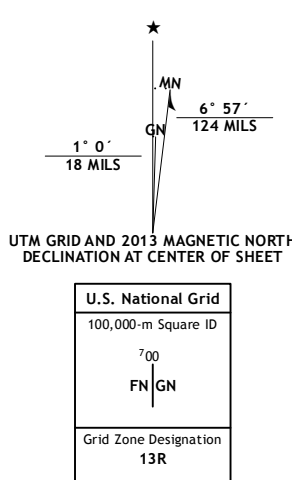 ★
MN
GN
6° 57´
124 MILS
1° 0´
18 MILS
UTM GRID AND 2013 MAGNETIC NORTH
DECLINATION AT CENTER OF SHEET
U.S. National Grid
100,000-m Square ID
700
FN GN
Grid Zone Designation
13R